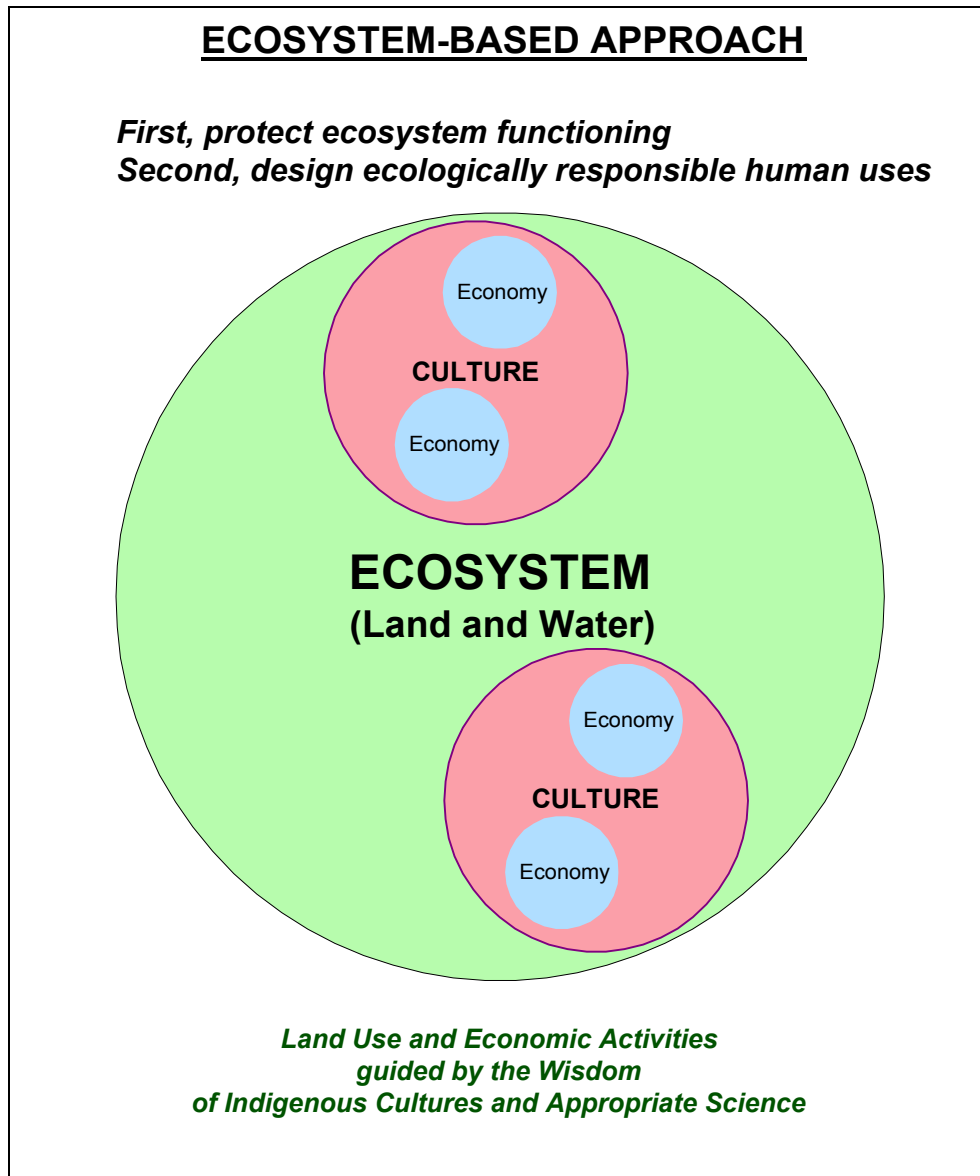 ECOSYSTEM-BASED APPROACH
First, protect ecosystem functioning
Second, design ecologically responsible human uses
Economy
CULTURE
Economy
ECOSYSTEM
(Land and Water)
Economy
CULTURE
Economy
Land Use and Economic Activities
guided by the Wisdom
of Indigenous Cultures and Appropriate Science